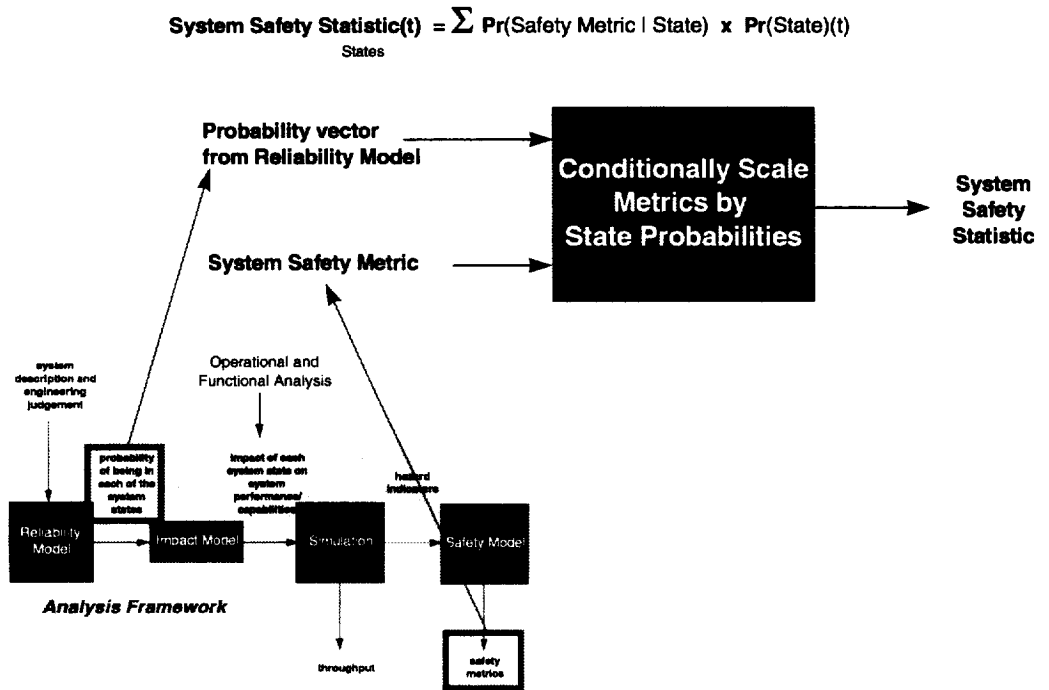 System Safety Statistic(t) = Σ Pr(Safety Metric | State) x Pr(State)(t)
States
Probability vector
from Reliability Model
Conditionally Scale
Metrics by
State Probabilities
System
Safety
Statistic
System Safety Metric
system
description and
engineering
judgement
Operational and
Functional Analysis
probability
of being in
each of the
system
states
impact of each
system state on
system
performance/
capabilities
hazard
indicators
Reliability
Model
Impact Model
Simulation
Safety Model
Analysis Framework
throughput
safety
metrics